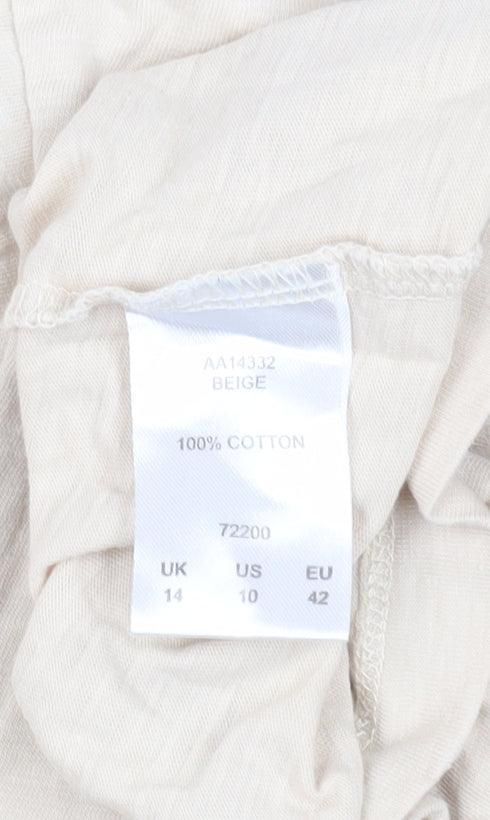 AA14332
BEIGE
100% COTTON
72200
UK US EU
14 10 42